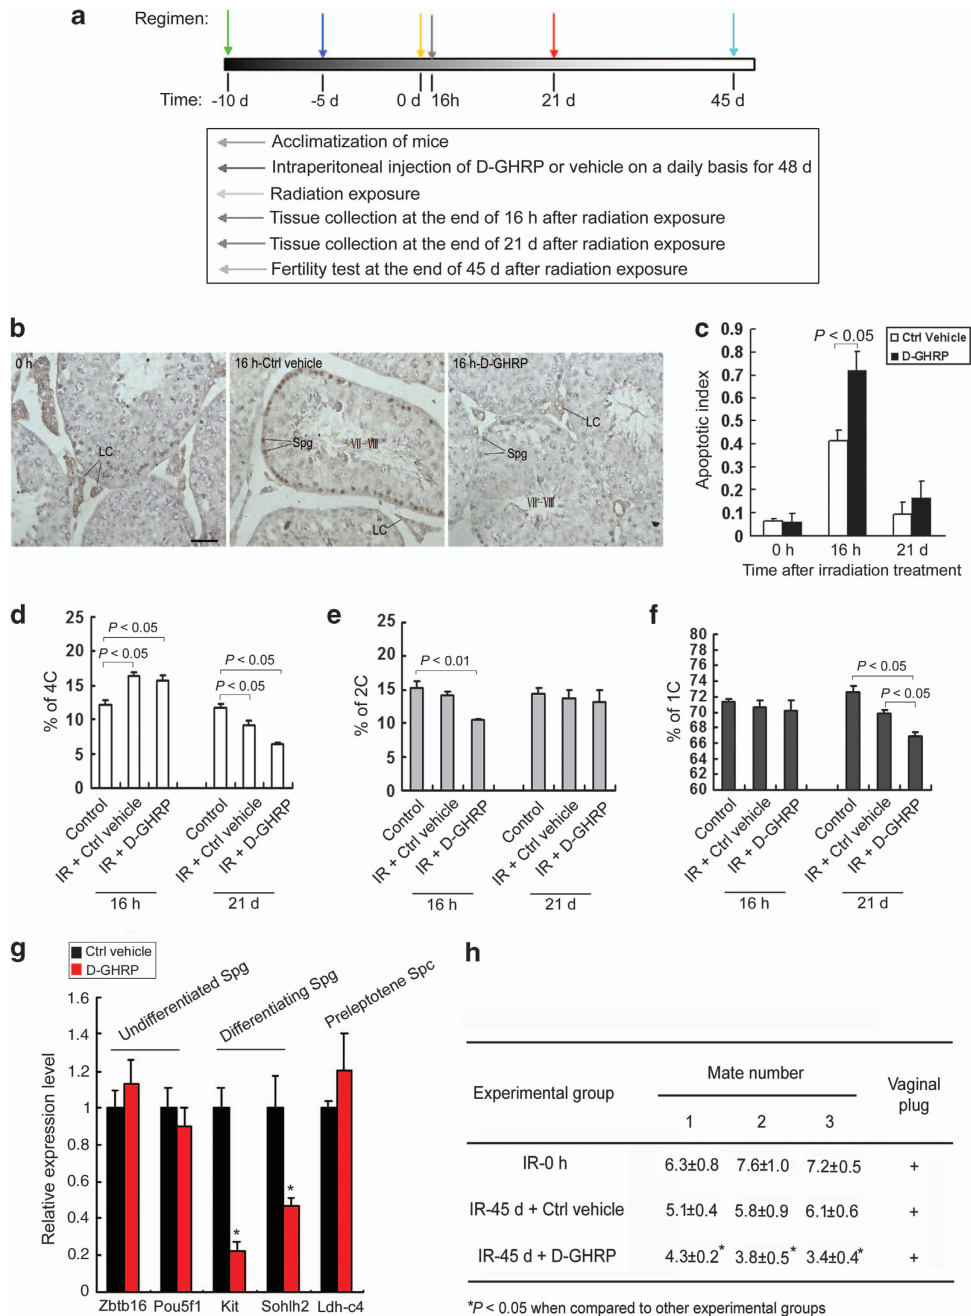 a
Regimen:
Time: -10 d -5 d 0 d 16h 21 d 45 d
Acclimatization of mice
Intraperitoneal injection of D-GHRP or vehicle on a daily basis for 48 d
Radiation exposure
Tissue collection at the end of 16 h after radiation exposure
Tissue collection at the end of 21 d after radiation exposure
Fertility test at the end of 45 d after radiation exposure
b
0 h
LC
16 h-Ctrl vehicle
Spg
VII-VIII
LC
16 h-D-GHRP
LC
Spg
VII-VIII
c
Apoptotic index
0.9
0.8
0.7
0.6
0.5
0.4
0.3
0.2
0.1
0
P < 0.05
Ctrl Vehicle
D-GHRP
0 h 16 h 21 d
Time after irradiation treatment
d
% of 4C
25
20
15
10
5
0
P < 0.05
P < 0.05
P < 0.05
P < 0.05
Control
IR + Ctrl vehicle
IR + D-GHRP
Control
IR + Ctrl vehicle
IR + D-GHRP
16 h 21 d
e
% of 2C
25
20
15
10
5
0
P < 0.01
Control
IR + Ctrl vehicle
IR + D-GHRP
Control
IR + Ctrl vehicle
IR + D-GHRP
16 h 21 d
f
% of 1C
78
76
74
72
70
68
66
64
62
60
P < 0.05
P < 0.05
Control
IR + Ctrl vehicle
IR + D-GHRP
Control
IR + Ctrl vehicle
IR + D-GHRP
16 h 21 d
g
Ctrl vehicle
D-GHRP
Undifferentiated Spg
Differentiating Spg
Preleptotene Spc
Relative expression level
1.6
1.4
1.2
1
0.8
0.6
0.4
0.2
0
*
*
Zbtb16 Pou5f1 Kit Sohlh2 Ldh-c4
h
Experimental group
Mate number
Vaginal plug
1 2 3
IR-0 h 6.3±0.8 7.6±1.0 7.2±0.5 +
IR-45 d + Ctrl vehicle 5.1±0.4 5.8±0.9 6.1±0.6 +
IR-45 d + D-GHRP 4.3±0.2* 3.8±0.5* 3.4±0.4* +
*P < 0.05 when compared to other experimental groups